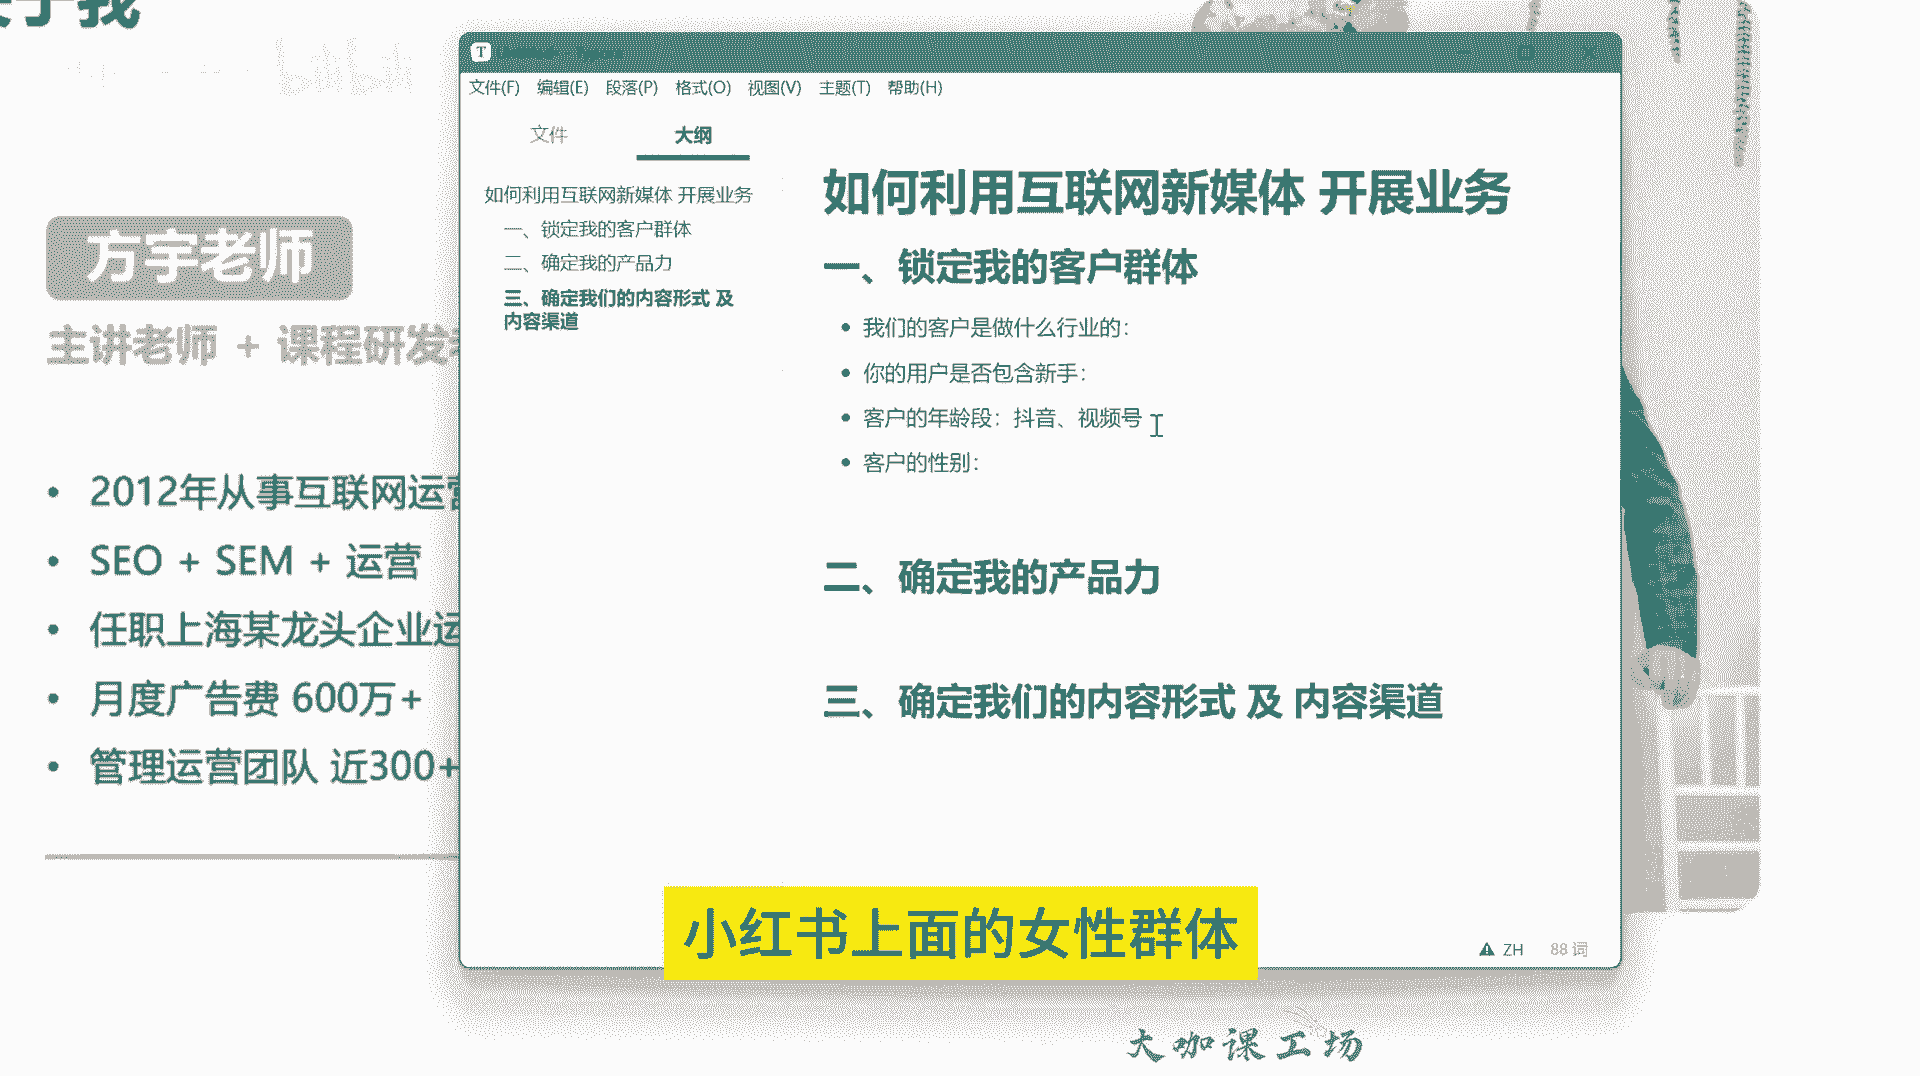 方宇老师
主讲老师 + 课程研发
• 2012年从事互联网运营
• SEO + SEM + 运营
• 任职上海某龙头企业运
• 月度广告费 600万+
• 管理运营团队 近300+
bilibili
T
文件(F) 编辑(E) 段落(P) 格式(O) 视图(V) 主题(T) 帮助(H)
文件 大纲
如何利用互联网新媒体 开展业务
一、锁定我的客户群体
二、确定我的产品力
三、确定我们的内容形式 及
内容渠道
如何利用互联网新媒体 开展业务
一、锁定我的客户群体
• 我们的客户是做什么行业的：
• 你的用户是否包含新手：
• 客户的年龄段：抖音、视频号
• 客户的性别：
二、确定我的产品力
三、确定我们的内容形式 及 内容渠道
ZH 88 词
小红书上面的女性群体
大咖课工场